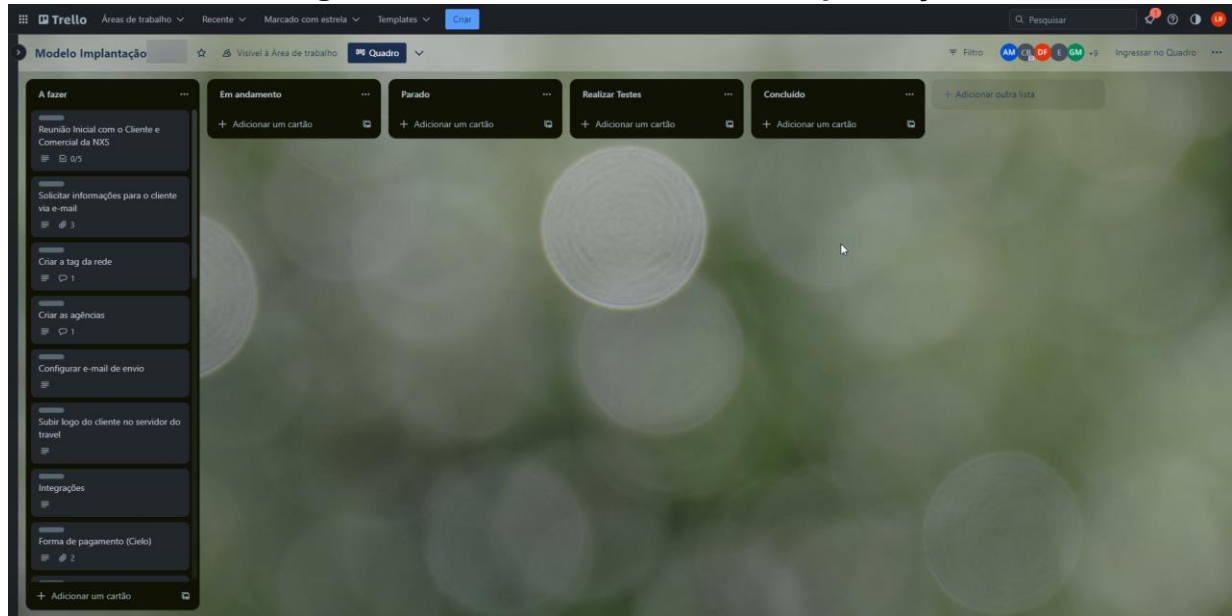 Trello
Áreas de trabalho
Recente
Marcado com estrela
Templates
Criar
Pesquisar
Modelo Implantação
Visível à Área de trabalho
Quadro
Filtro
AM
DF
E
GM
+9
Ingressar no Quadro
A fazer
Reunião Inicial com o Cliente e
Comercial da NXS
0/5
Solicitar informações para o cliente
via e-mail
3
Criar a tag da rede
1
Criar as agências
1
Configurar e-mail de envio
Subir logo do cliente no servidor do
travel
Integrações
Forma de pagamento (Cielo)
2
+ Adicionar um cartão
Em andamento
+ Adicionar um cartão
Parado
+ Adicionar um cartão
Realizar Testes
+ Adicionar um cartão
Concluído
+ Adicionar um cartão
+ Adicionar outra lista